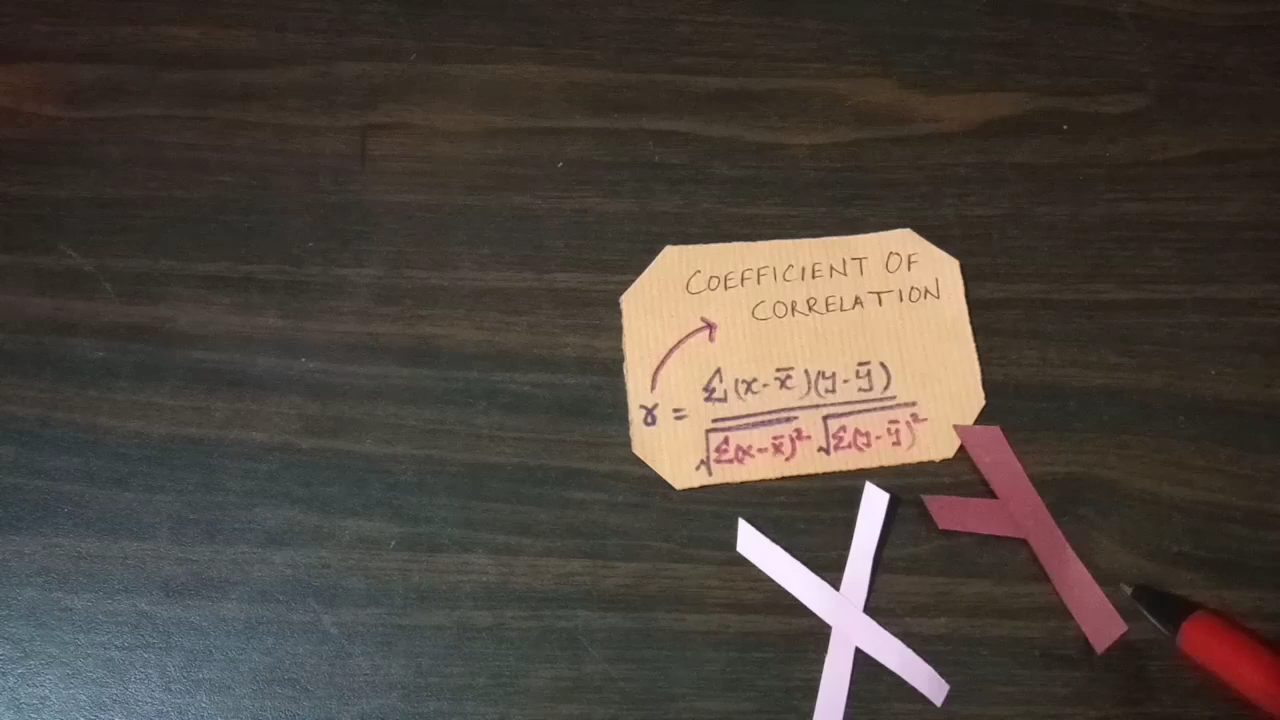 COEFFICIENT OF
CORRELATION
r = Σ(x-x̄)(y-ȳ) / √Σ(x-x̄)² √Σ(y-ȳ)²
X Y